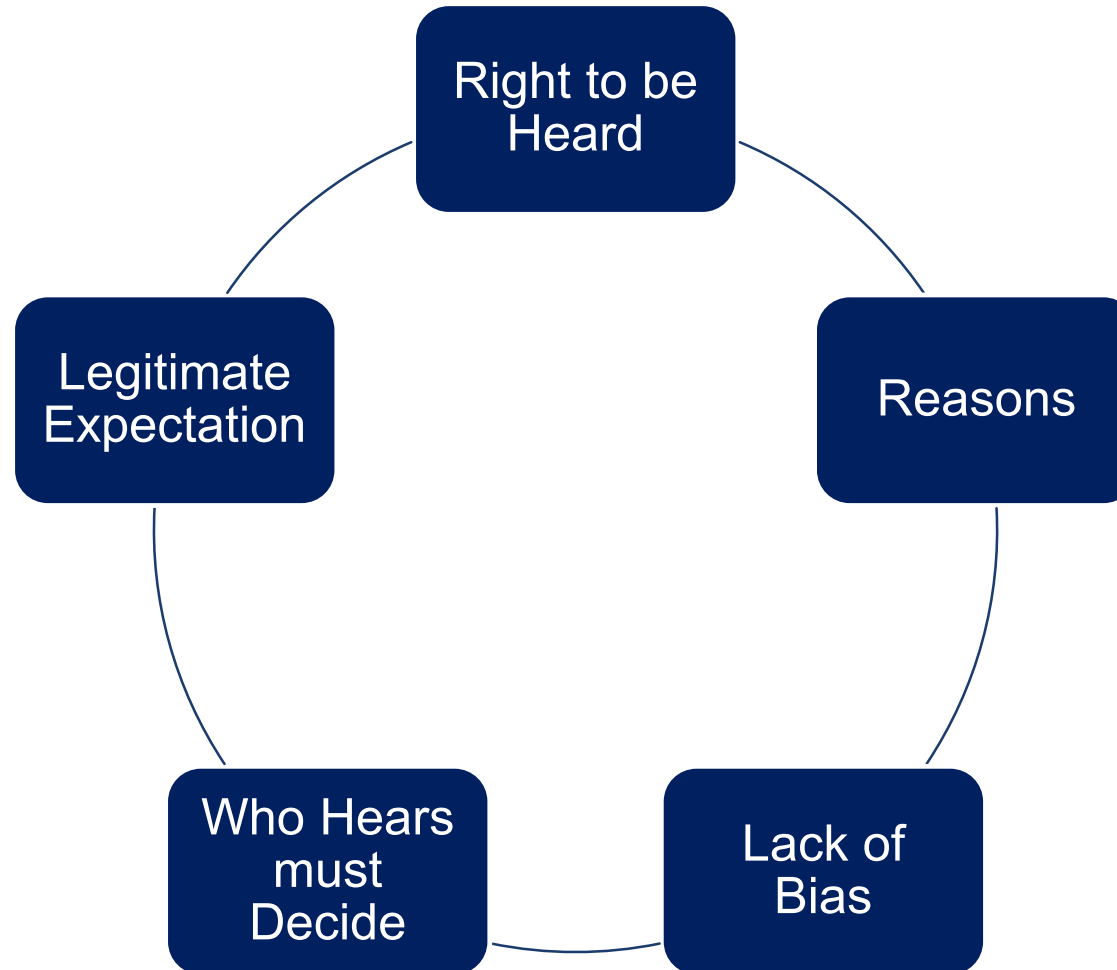 Right to be
Heard
Reasons
Lack of
Bias
Who Hears
must
Decide
Legitimate
Expectation